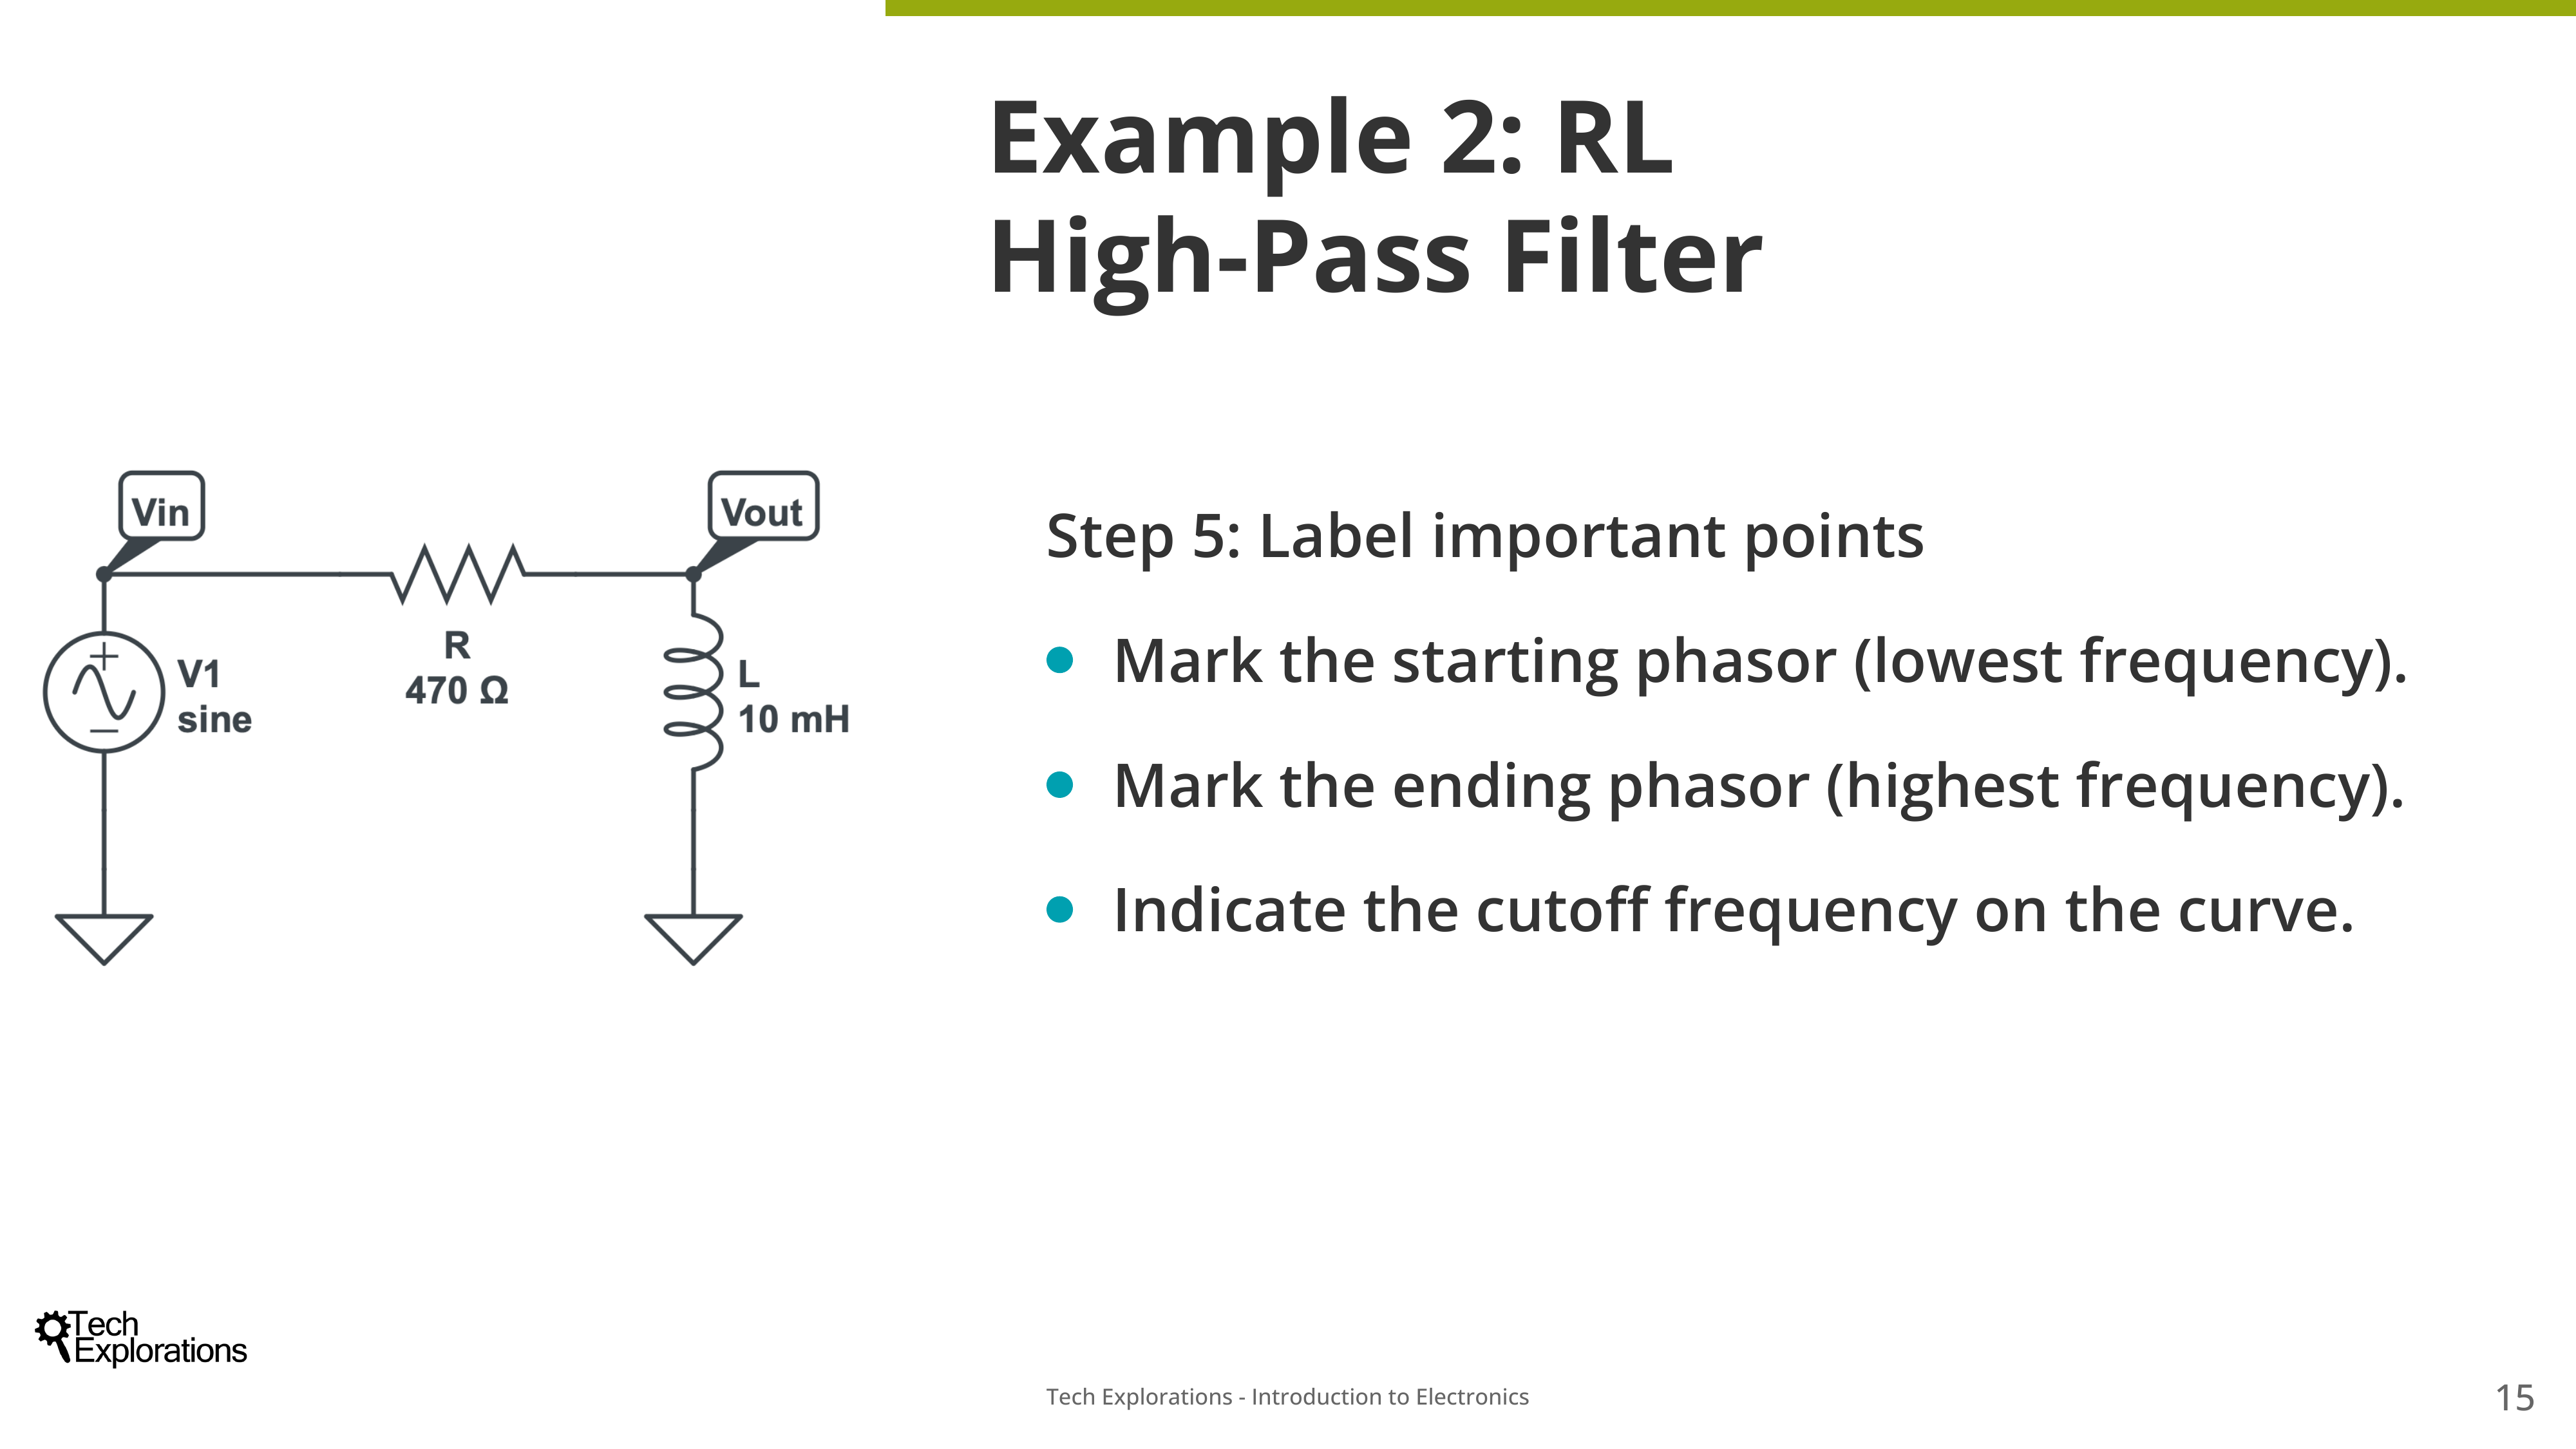 Example 2: RL
High-Pass Filter
Vin
Vout
R
470 Ω
V1
sine
L
10 mH
Step 5: Label important points
Mark the starting phasor (lowest frequency).
Mark the ending phasor (highest frequency).
Indicate the cutoff frequency on the curve.
Tech
Explorations
Tech Explorations - Introduction to Electronics
15